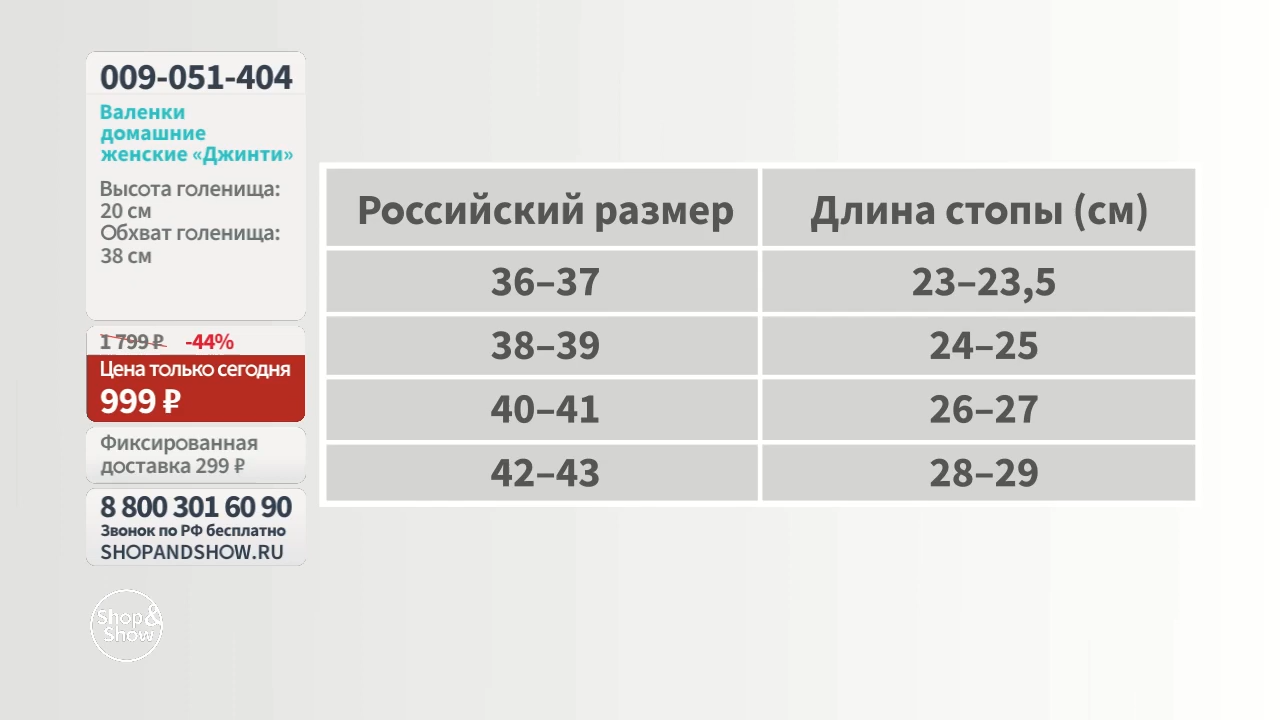 009-051-404
Валенки
домашние
женские «Джинти»
Высота голенища:
20 см
Обхват голенища:
38 см
1 799 ₽ -44%
Цена только сегодня
999 ₽
Фиксированная
доставка 299 ₽
8 800 301 60 90
Звонок по РФ бесплатно
SHOPANDSHOW.RU
Shop&
Show
Российский размер Длина стопы (см)
36–37 23–23,5
38–39 24–25
40–41 26–27
42–43 28–29